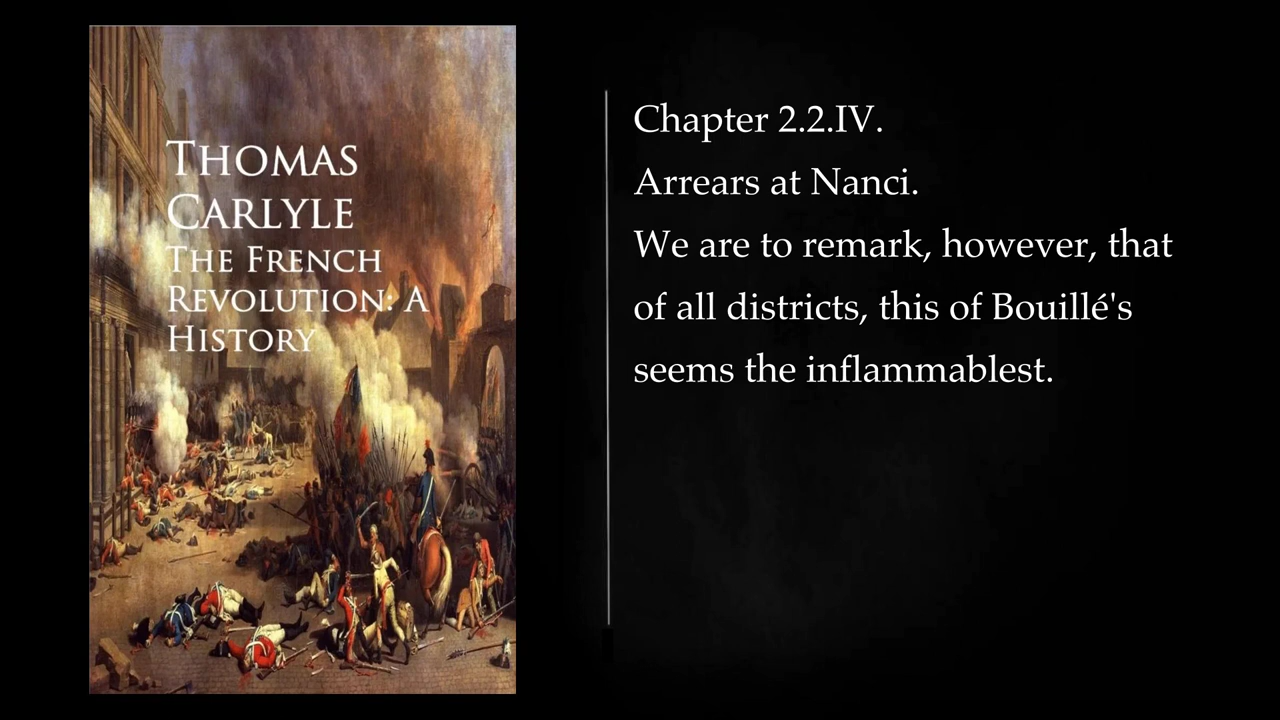 THOMAS
CARLYLE
THE FRENCH
REVOLUTION: A
HISTORY
Chapter 2.2.IV.
Arrears at Nanci.
We are to remark, however, that
of all districts, this of Bouillé's
seems the inflammablest.